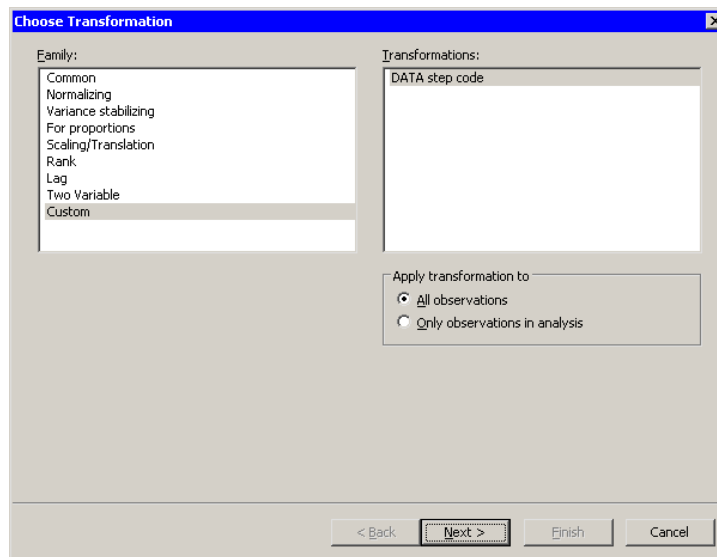 Choose Transformation
Family:
Common
Normalizing
Variance stabilizing
For proportions
Scaling/Translation
Rank
Lag
Two Variable
Custom
Transformations:
DATA step code
Apply transformation to
All observations
Only observations in analysis
< Back Next > Finish Cancel